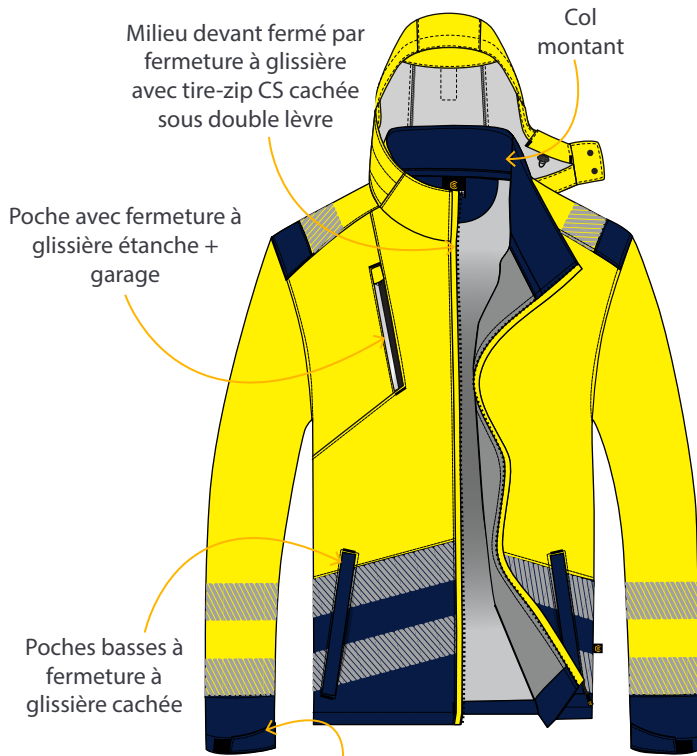 Milieu devant fermé par
fermeture à glissière
avec tire-zip CS cachée
sous double lèvre
Col
montant
Poche avec fermeture à
glissière étanche +
garage
Poches basses à
fermeture à
glissière cachée